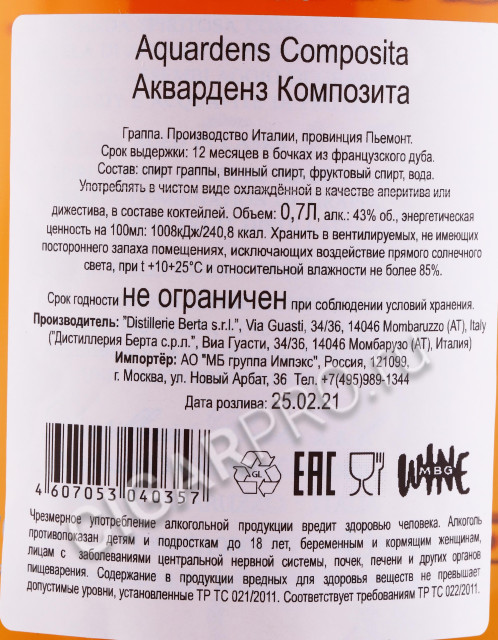 Aquardens Composita
Акварденз Композита
Граппа. Производство Италии, провинция Пьемонт.
Срок выдержки: 12 месяцев в бочках из французского дуба.
Состав: спирт граппы, винный спирт, фруктовый спирт, вода.
Употреблять в чистом виде охлаждённой в качестве аперитива или
дижестива, в составе коктейлей. Объем: 0,7Л, алк.: 43% об., энергетическая
ценность на 100мл: 1008кДж/240,8 ккал. Хранить в вентилируемых, не имеющих
постороннего запаха помещениях, исключающих воздействие прямого солнечного
света, при t +10+25°С и относительной влажности не более 85%.
Срок годности не ограничен при соблюдении условий хранения.
Производитель: "Distillerie Berta s.r.l.", Via Guasti, 34/36, 14046 Mombaruzzo (AT), Italy
("Дистиллерия Берта с.р.л.", Виа Гуасти, 34/36, 14046 Момбарузо (АТ), Италия)
Импортёр: АО "МБ группа Импэкс", Россия, 121099,
г. Москва, ул. Новый Арбат, 36 Тел. +7(495)989-1344
Дата розлива: 25.02.21
4 607053 040357
GL
EAC
WINE
MBG
CIGARPRO.ru
Чрезмерное употребление алкогольной продукции вредит здоровью человека. Алкоголь
противопоказан детям и подросткам до 18 лет, беременным и кормящим женщинам,
лицам с заболеваниями центральной нервной системы, почек, печени и других органов
пищеварения. Содержание в продукции вредных для здоровья веществ не превышает
допустимые уровни, установленные ТР ТС 021/2011. Соответствует требованиям ТР ТС 022/2011.